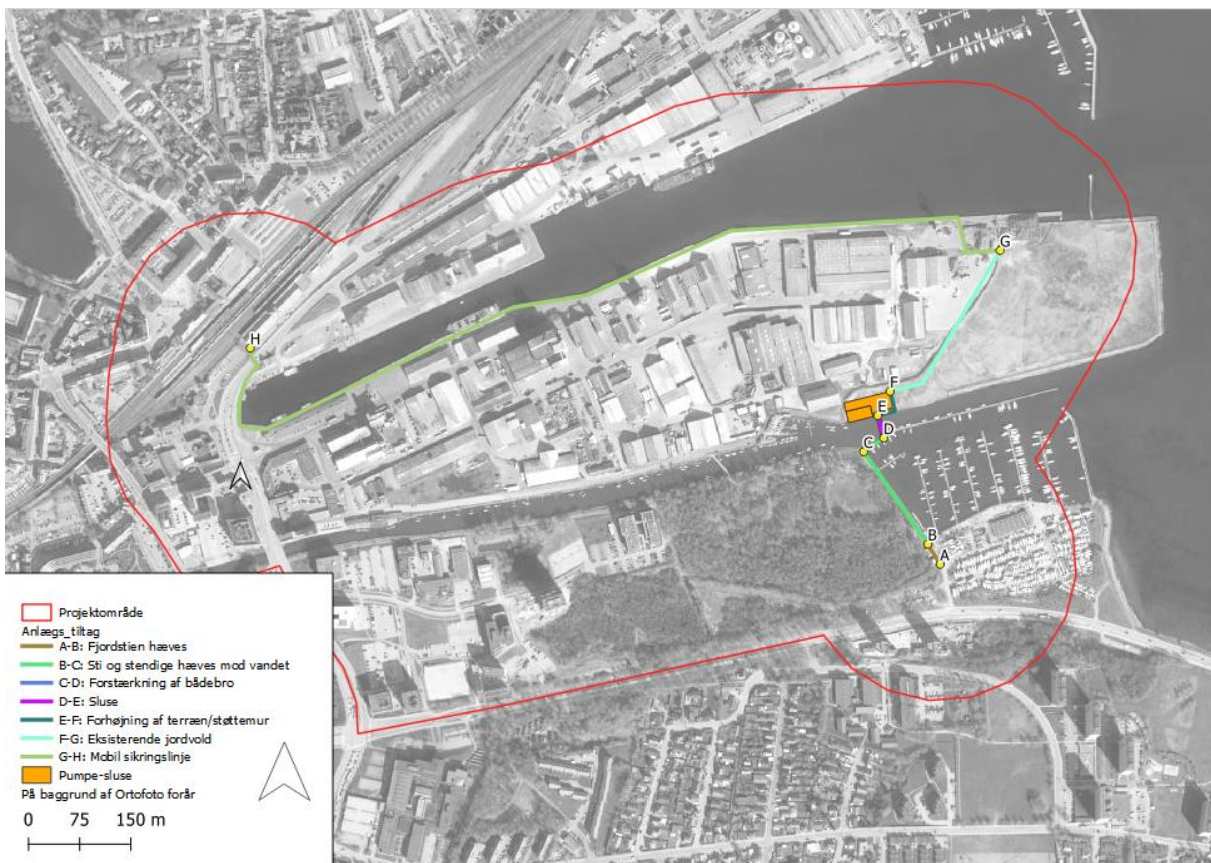 G
H
F
E
D
C
B
A
Projektområde
Anlægs_tiltag
A-B: Fjordstien hæves
B-C: Sti og stendige hæves mod vandet
C-D: Forstærkning af bådebro
D-E: Sluse
E-F: Forhøjning af terræn/støttemur
F-G: Eksisterende jordvold
G-H: Mobil sikringslinje
Pumpe-sluse
På baggrund af Ortofoto forår
0 75 150 m